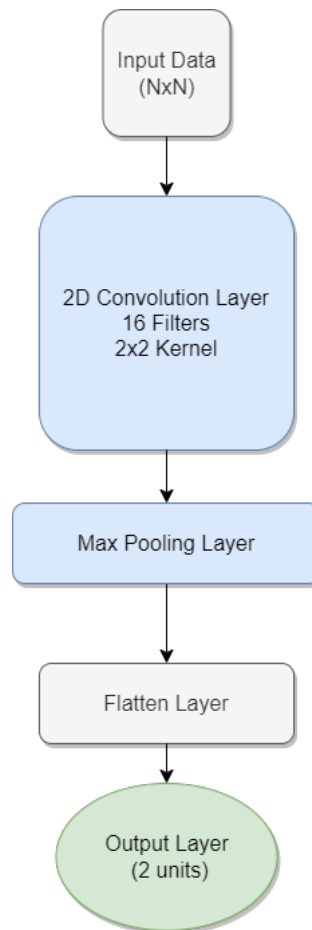 Input Data
(NxN)
2D Convolution Layer
16 Filters
2x2 Kernel
Max Pooling Layer
Flatten Layer
Output Layer
(2 units)